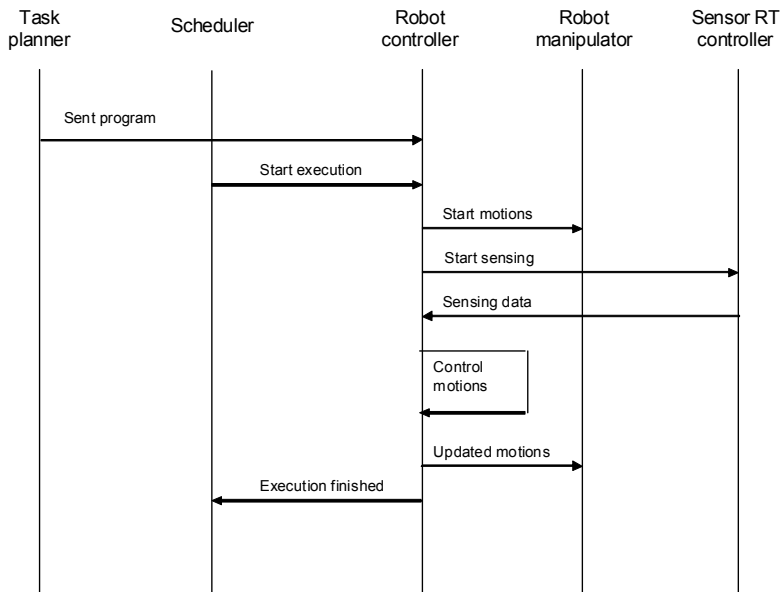 Task
planner
Scheduler
Robot
controller
Robot
manipulator
Sensor RT
controller
Sent program
Start execution
Start motions
Start sensing
Sensing data
Control
motions
Updated motions
Execution finished